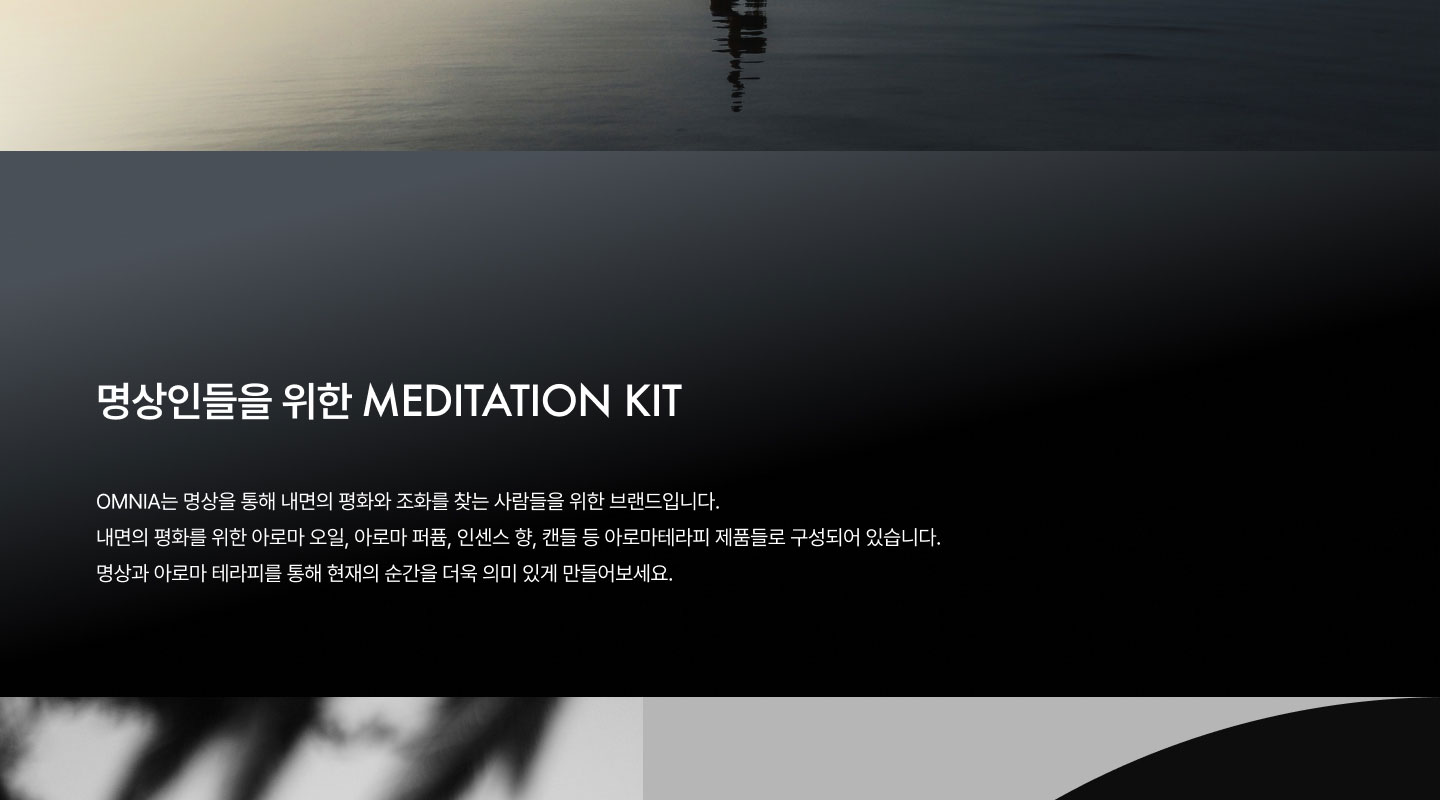 명상인들을 위한 MEDITATION KIT
OMNIA는 명상을 통해 내면의 평화와 조화를 찾는 사람들을 위한 브랜드입니다.
내면의 평화를 위한 아로마 오일, 아로마 퍼퓸, 인센스 향, 캔들 등 아로마테라피 제품들로 구성되어 있습니다.
명상과 아로마 테라피를 통해 현재의 순간을 더욱 의미 있게 만들어보세요.